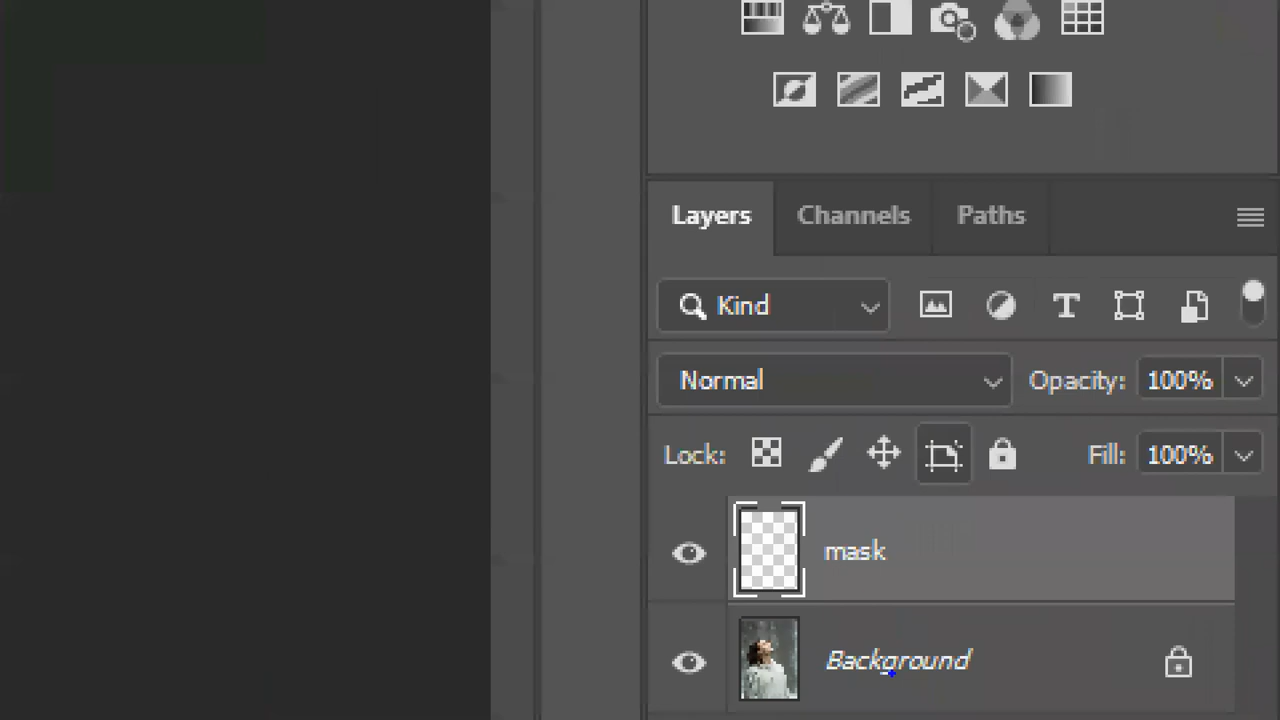 Layers Channels Paths
Kind
Normal Opacity: 100%
Lock: Fill: 100%
mask
Background